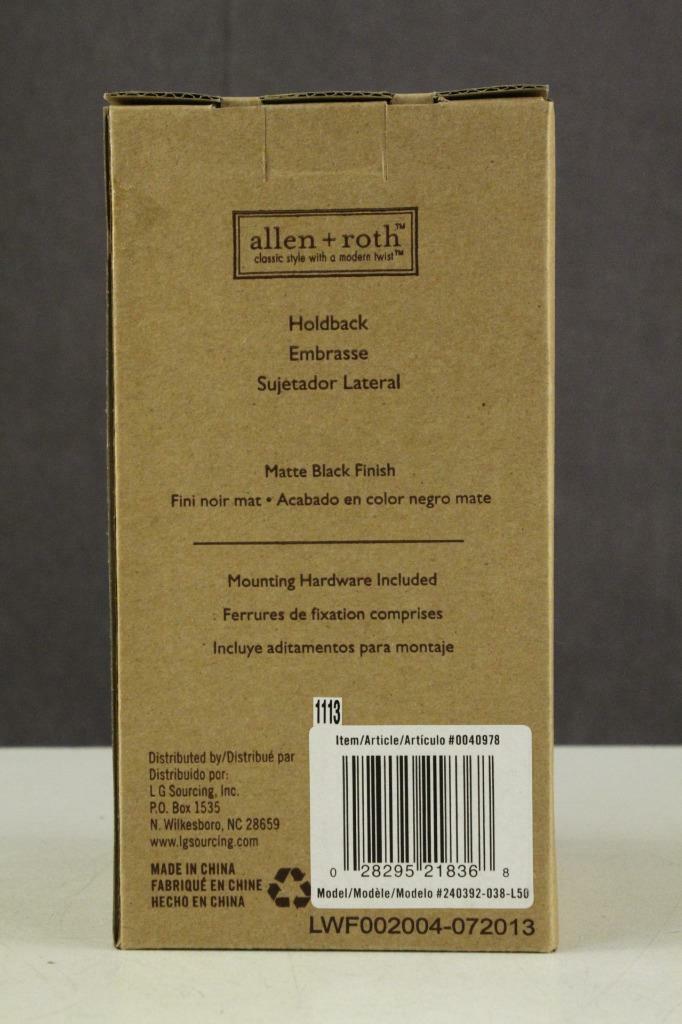 allen + roth™
classic style with a modern twist™
Holdback
Embrasse
Sujetador Lateral
Matte Black Finish
Fini noir mat • Acabado en color negro mate
Mounting Hardware Included
Ferrures de fixation comprises
Incluye aditamentos para montaje
1113
Item/Article/Artículo #0040978
0 28295 21836 8
Model/Modèle/Modelo #240392-038-L50
Distributed by/Distribué par
Distribuido por:
L G Sourcing, Inc.
P.O. Box 1535
N. Wilkesboro, NC 28659
www.lgsourcing.com
MADE IN CHINA
FABRIQUÉ EN CHINE
HECHO EN CHINA
LWF002004-072013